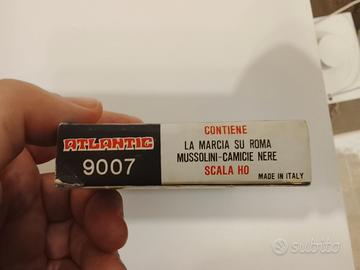 ATLANTIC
9007
CONTIENE
LA MARCIA SU ROMA
MUSSOLINI-CAMICIE NERE
SCALA HO
MADE IN ITALY
subito